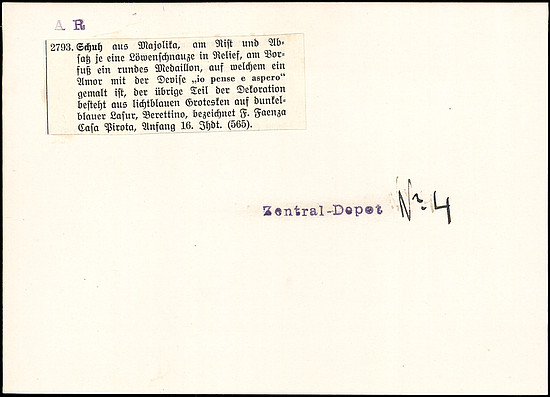 A R
2793. Schuh aus Majolika, am Rist und Ab-
satz je eine Löwenschnauze in Relief, am Vor-
fuß ein rundes Medaillon, auf welchem ein
Amor mit der Devise „io pense e aspero“
gemalt ist, der übrige Teil der Dekoration
besteht aus lichtblauen Grotesken auf dunkel-
blauer Lasur, Berettino, bezeichnet F. Faenza
Casa Pirota, Anfang 16. Jhdt. (565).
Zentral-Depot Nr. 4